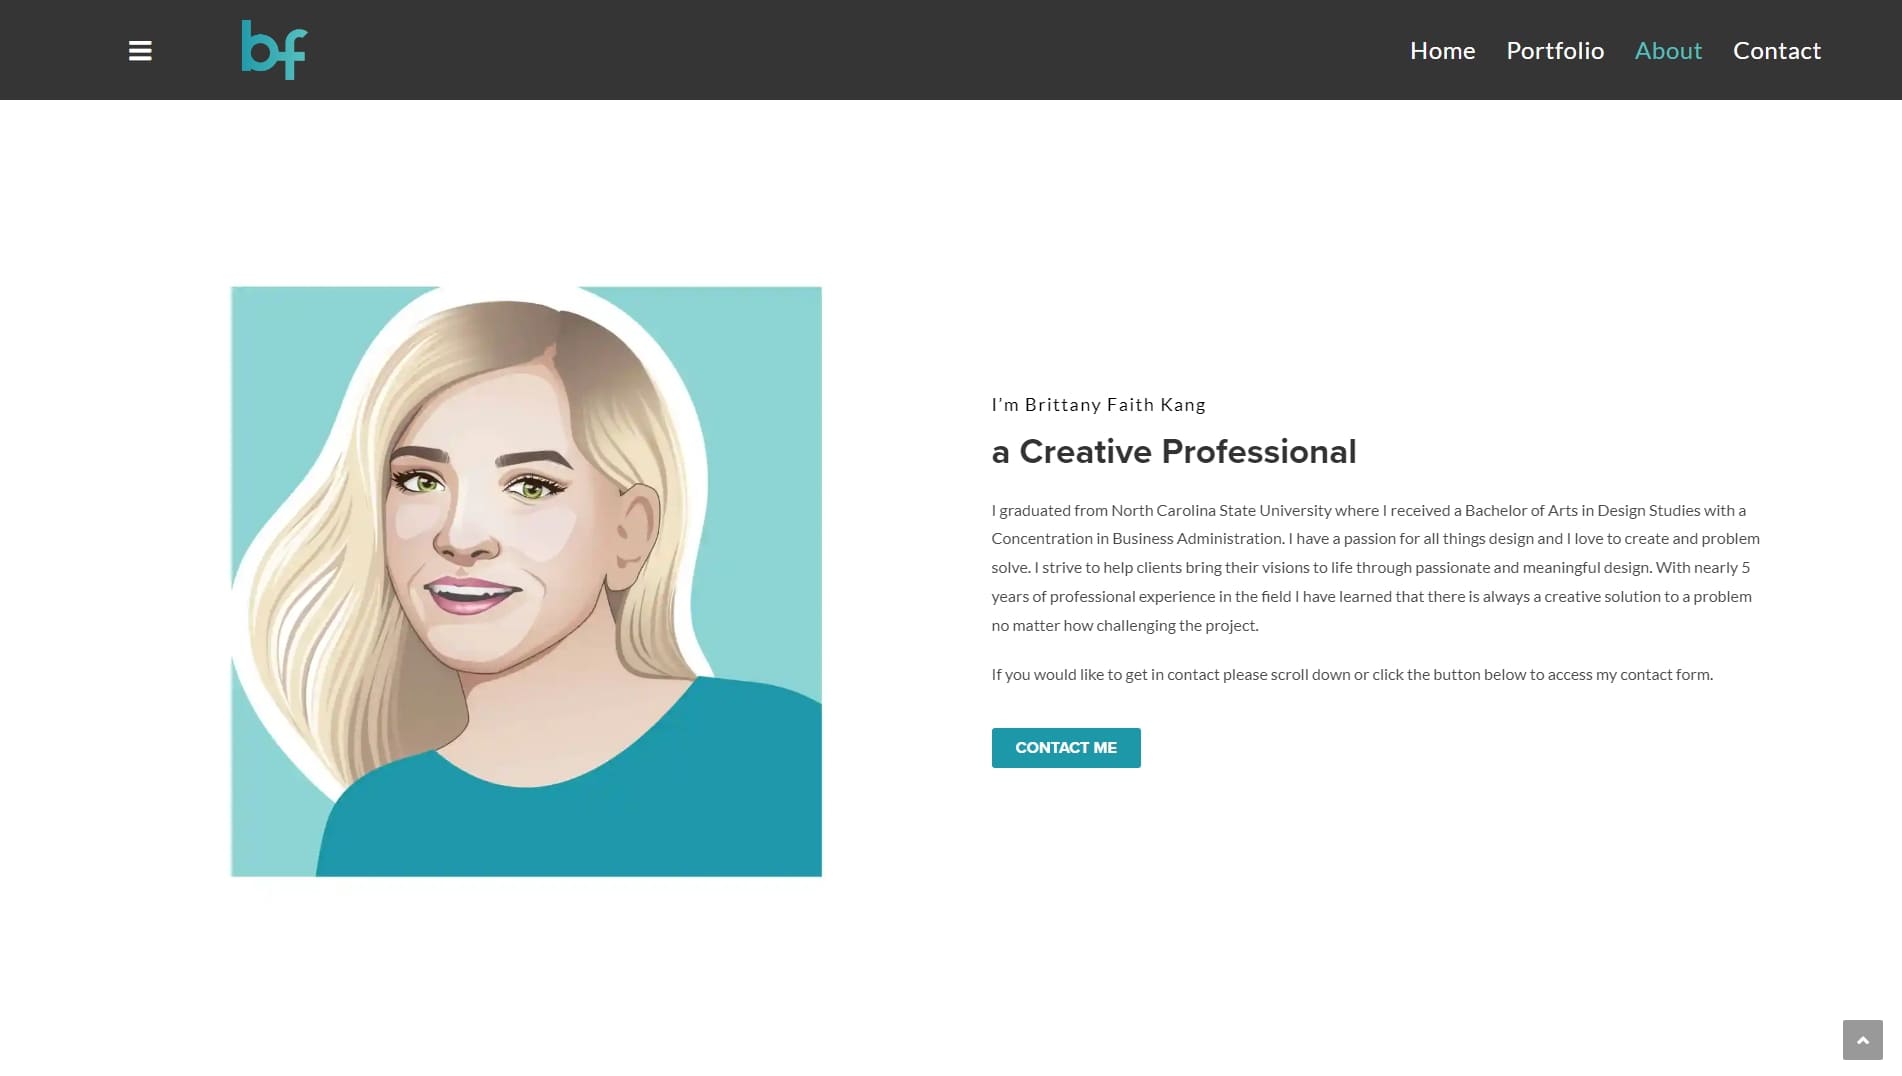 bf
Home
Portfolio
About
Contact
I’m Brittany Faith Kang
a Creative Professional
I graduated from North Carolina State University where I received a Bachelor of Arts in Design Studies with a
Concentration in Business Administration. I have a passion for all things design and I love to create and problem
solve. I strive to help clients bring their visions to life through passionate and meaningful design. With nearly 5
years of professional experience in the field I have learned that there is always a creative solution to a problem
no matter how challenging the project.
If you would like to get in contact please scroll down or click the button below to access my contact form.
CONTACT ME